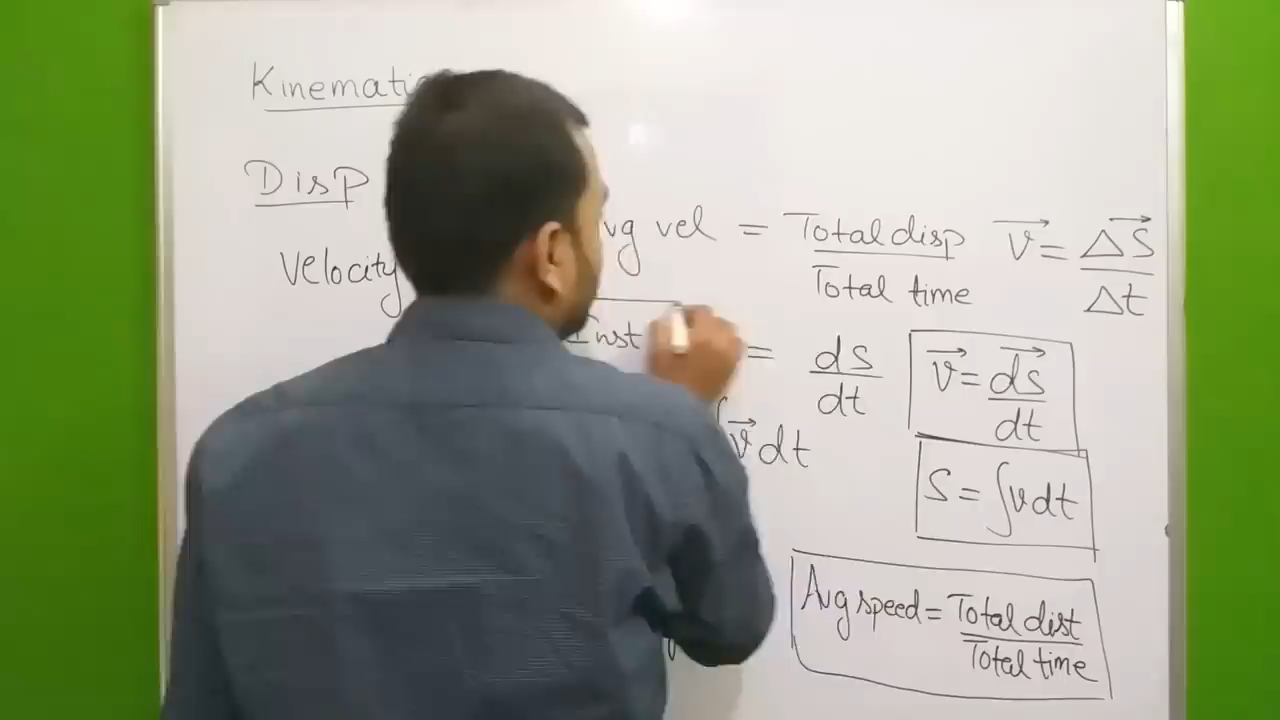 Kinemati
Disp
Velocity
vg vel = Total disp / Total time v⃗ = Δs⃗ / Δt
Inst = ds / dt v⃗ = ds⃗ / dt
∫v⃗ dt
S = ∫v dt
Avg speed = Total dist / Total time